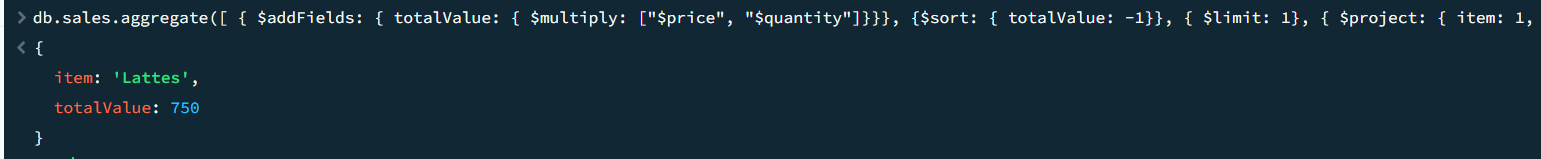 > db.sales.aggregate([ { $addFields: { totalValue: { $multiply: ["$price", "$quantity"]}}}, {$sort: { totalValue: -1}}, { $limit: 1}, { $project: { item: 1,
< {
item: 'Lattes',
totalValue: 750
}